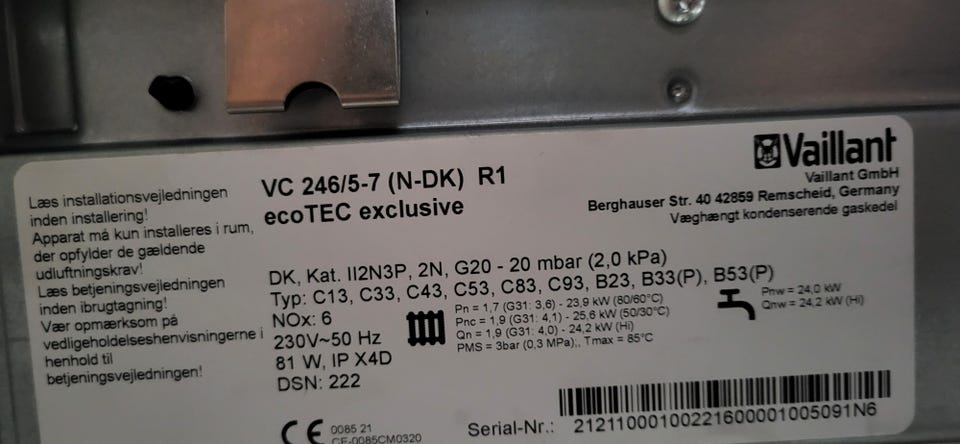 Vaillant
Vaillant GmbH
Berghauser Str. 40 42859 Remscheid, Germany
Væghængt kondenserende gaskedel
VC 246/5-7 (N-DK) R1
ecoTEC exclusive
Læs installationsvejledningen
inden installering!
Apparat må kun installeres i rum,
der opfylder de gældende
udluftningskrav!
Læs betjeningsvejledningen
inden ibrugtagning!
Vær opmærksom på
vedligeholdelseshenvisningerne i
henhold til
betjeningsvejledningen!
DK, Kat. II2N3P, 2N, G20 - 20 mbar (2,0 kPa)
Typ: C13, C33, C43, C53, C83, C93, B23, B33(P), B53(P)
NOx: 6
230V~50 Hz
81 W, IP X4D
DSN: 222
Pn = 1,7 (G31: 3,6) - 23,9 kW (80/60°C)
Pnc = 1,9 (G31: 4,1) - 25,6 kW (50/30°C)
Qn = 1,9 (G31: 4,0) - 24,2 kW (Hi)
PMS = 3bar (0,3 MPa),, Tmax = 85°C
Pnw = 24,0 kW
Qnw = 24,2 kW (Hi)
CE 0085 21
CE-0085CM0320
Serial-Nr.: 21211000100221600001005091N6